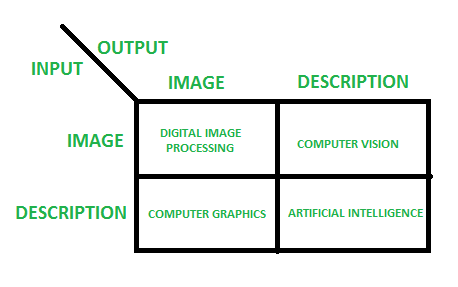 OUTPUT
INPUT
IMAGE
DESCRIPTION
IMAGE
DIGITAL IMAGE
PROCESSING
COMPUTER VISION
DESCRIPTION
COMPUTER GRAPHICS
ARTIFICIAL INTELLIGENCE